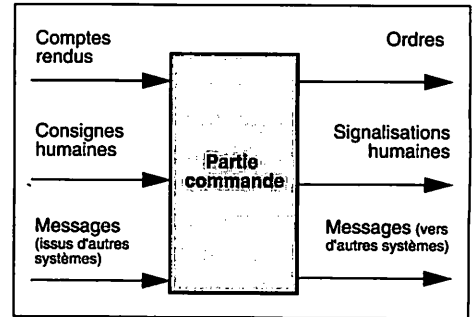 Comptes
rendus
Consignes
humaines
Messages
(issus d'autres
systèmes)
Partie
commande
Ordres
Signalisations
humaines
Messages (vers
d'autres systèmes)